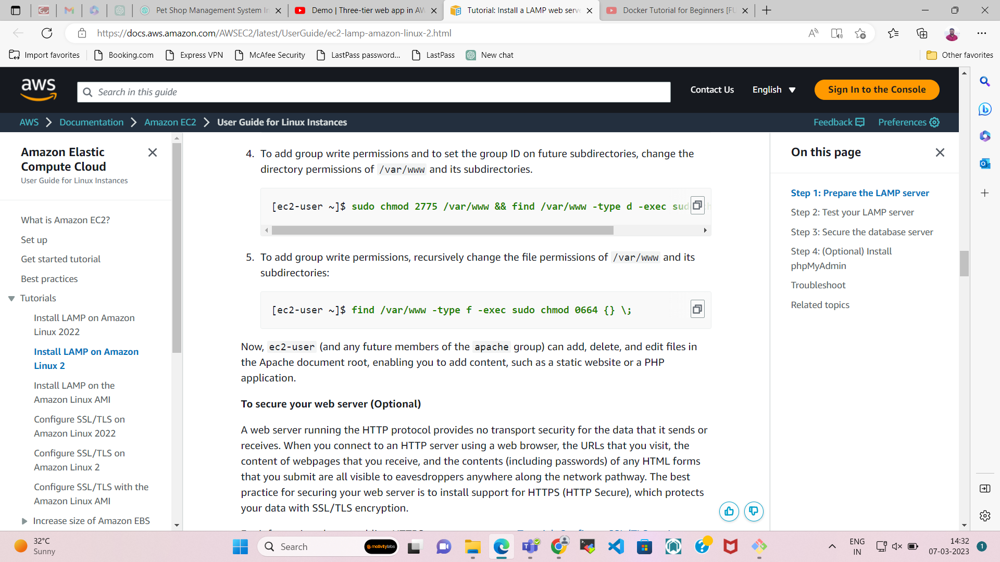 Pet Shop Management System In
Demo | Three-tier web app in AW
Tutorial: Install a LAMP web serve
Docker Tutorial for Beginners [FU
https://docs.aws.amazon.com/AWSEC2/latest/UserGuide/ec2-lamp-amazon-linux-2.html
Import favorites
Booking.com
Express VPN
McAfee Security
LastPass password...
LastPass
New chat
Other favorites
aws
Search in this guide
Contact Us
English
Sign In to the Console
AWS
Documentation
Amazon EC2
User Guide for Linux Instances
Feedback
Preferences
Amazon Elastic
Compute Cloud
User Guide for Linux Instances
What is Amazon EC2?
Set up
Get started tutorial
Best practices
Tutorials
Install LAMP on Amazon
Linux 2022
Install LAMP on Amazon
Linux 2
Install LAMP on the
Amazon Linux AMI
Configure SSL/TLS on
Amazon Linux 2022
Configure SSL/TLS on
Amazon Linux 2
Configure SSL/TLS with the
Amazon Linux AMI
Increase size of Amazon EBS
4. To add group write permissions and to set the group ID on future subdirectories, change the
directory permissions of /var/www and its subdirectories.
[ec2-user ~]$ sudo chmod 2775 /var/www && find /var/www -type d -exec sud
5. To add group write permissions, recursively change the file permissions of /var/www and its
subdirectories:
[ec2-user ~]$ find /var/www -type f -exec sudo chmod 0664 {} \;
Now, ec2-user (and any future members of the apache group) can add, delete, and edit files in
the Apache document root, enabling you to add content, such as a static website or a PHP
application.
To secure your web server (Optional)
A web server running the HTTP protocol provides no transport security for the data that it sends or
receives. When you connect to an HTTP server using a web browser, the URLs that you visit, the
content of webpages that you receive, and the contents (including passwords) of any HTML forms
that you submit are all visible to eavesdroppers anywhere along the network pathway. The best
practice for securing your web server is to install support for HTTPS (HTTP Secure), which protects
your data with SSL/TLS encryption.
On this page
Step 1: Prepare the LAMP server
Step 2: Test your LAMP server
Step 3: Secure the database server
Step 4: (Optional) Install
phpMyAdmin
Troubleshoot
Related topics
32°C
Sunny
Search
motivitylabs
ENG
IN
14:32
07-03-2023
1